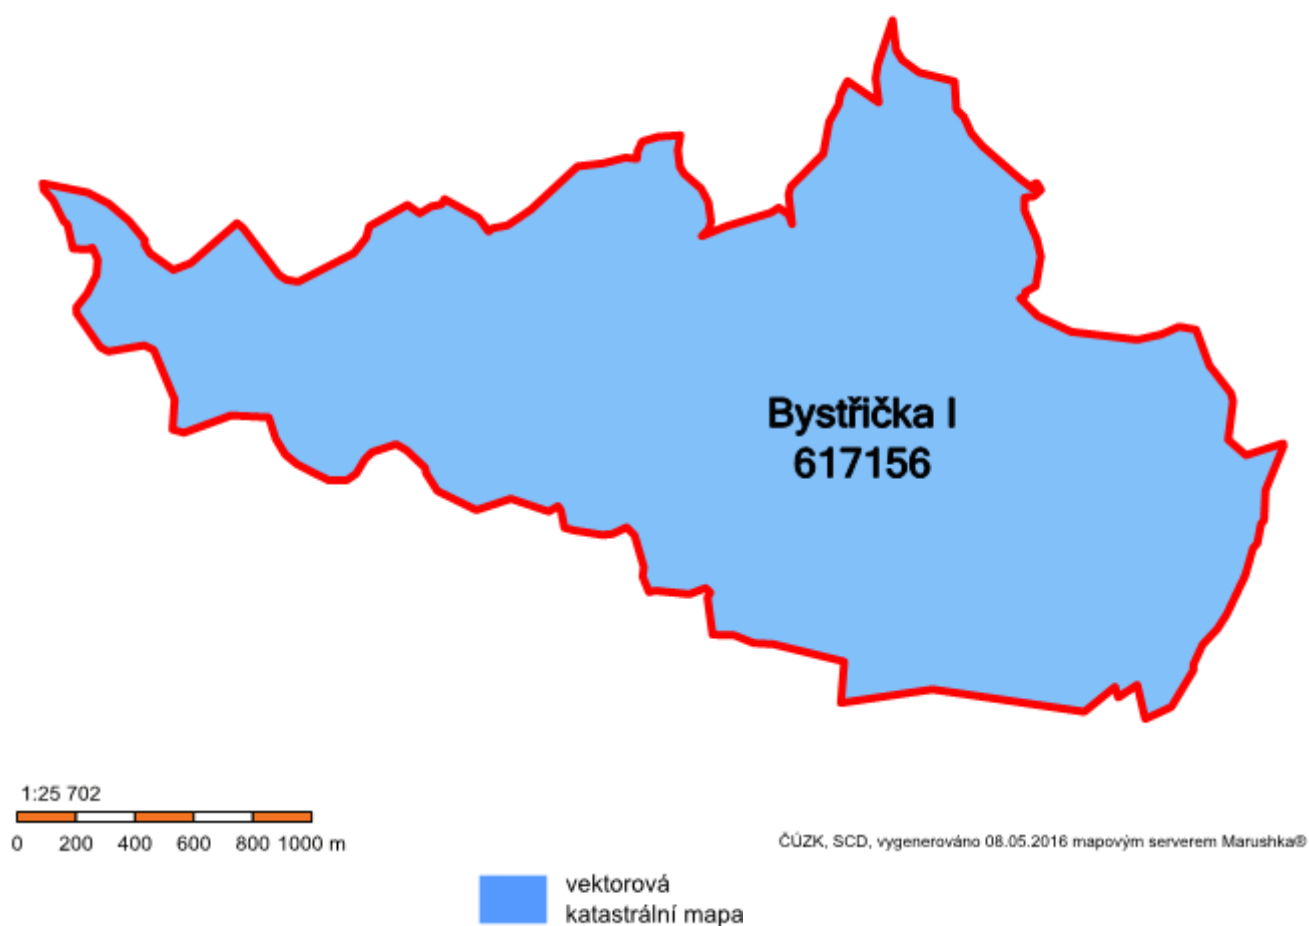 Bystřička I
617156
1:25 702
0 200 400 600 800 1000 m
ČÚZK, SCD, vygenerováno 08.05.2016 mapovým serverem Marushka®
vektorová
katastrální mapa